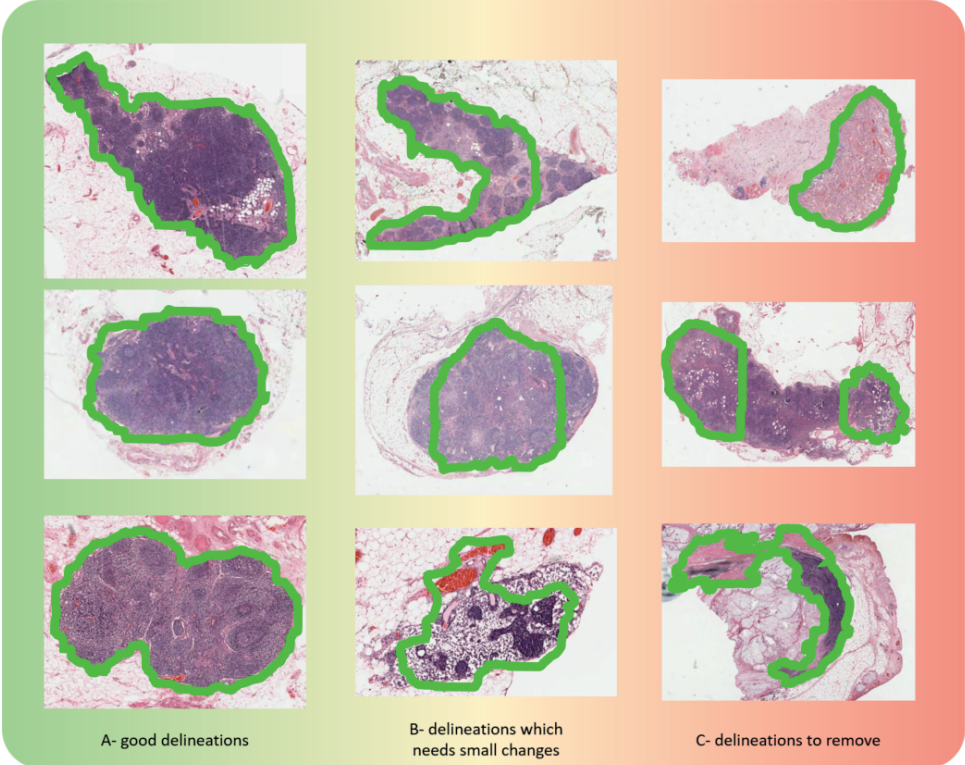 A- good delineations
B- delineations which
needs small changes
C- delineations to remove